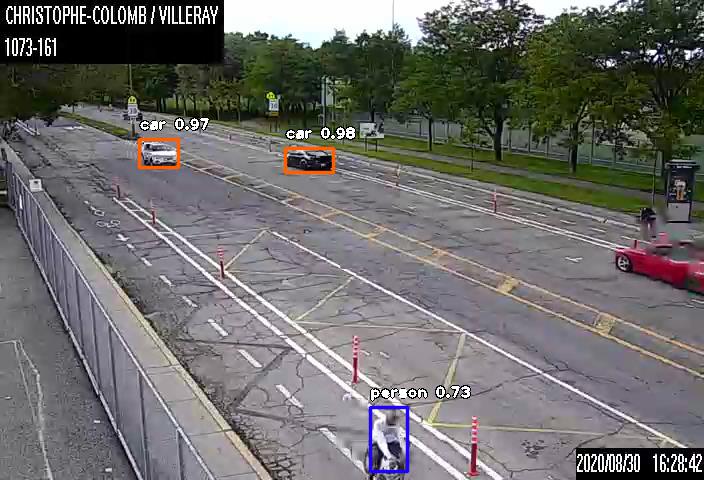 CHRISTOPHE-COLOMB / VILLERAY
1073-161
car 0.97
car 0.98
person 0.73
2020/08/30 16:28:42